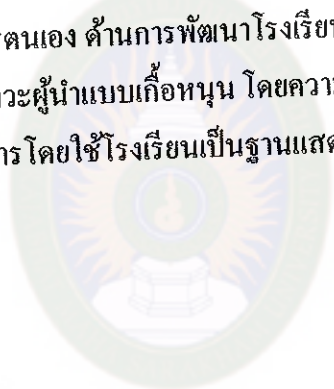 รตนเอง ด้านการพัฒนาโรงเรีย
วะผู้นำแบบเกื้อหนุน โดยควา
ารโดยใช้โรงเรียนเป็นฐานแสด